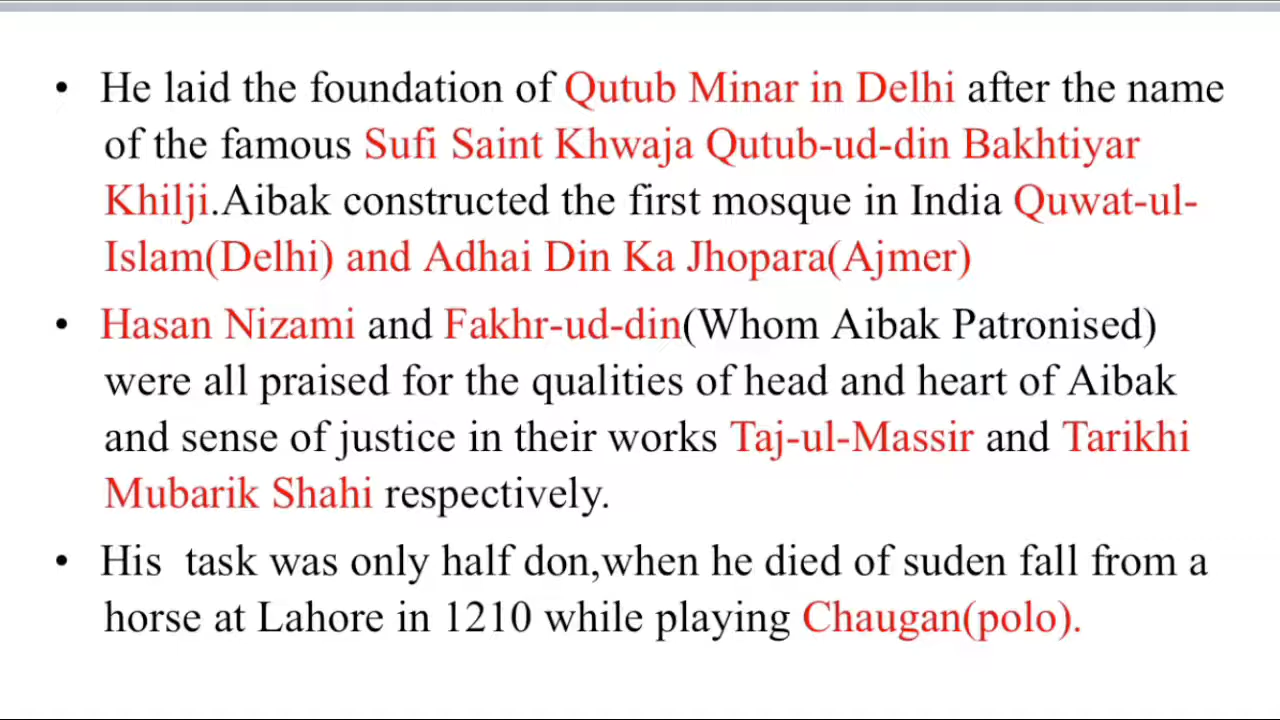 • He laid the foundation of Qutub Minar in Delhi after the name
of the famous Sufi Saint Khwaja Qutub-ud-din Bakhtiyar
Khilji.Aibak constructed the first mosque in India Quwat-ul-
Islam(Delhi) and Adhai Din Ka Jhopara(Ajmer)
• Hasan Nizami and Fakhr-ud-din(Whom Aibak Patronised)
were all praised for the qualities of head and heart of Aibak
and sense of justice in their works Taj-ul-Massir and Tarikhi
Mubarik Shahi respectively.
• His task was only half don,when he died of suden fall from a
horse at Lahore in 1210 while playing Chaugan(polo).